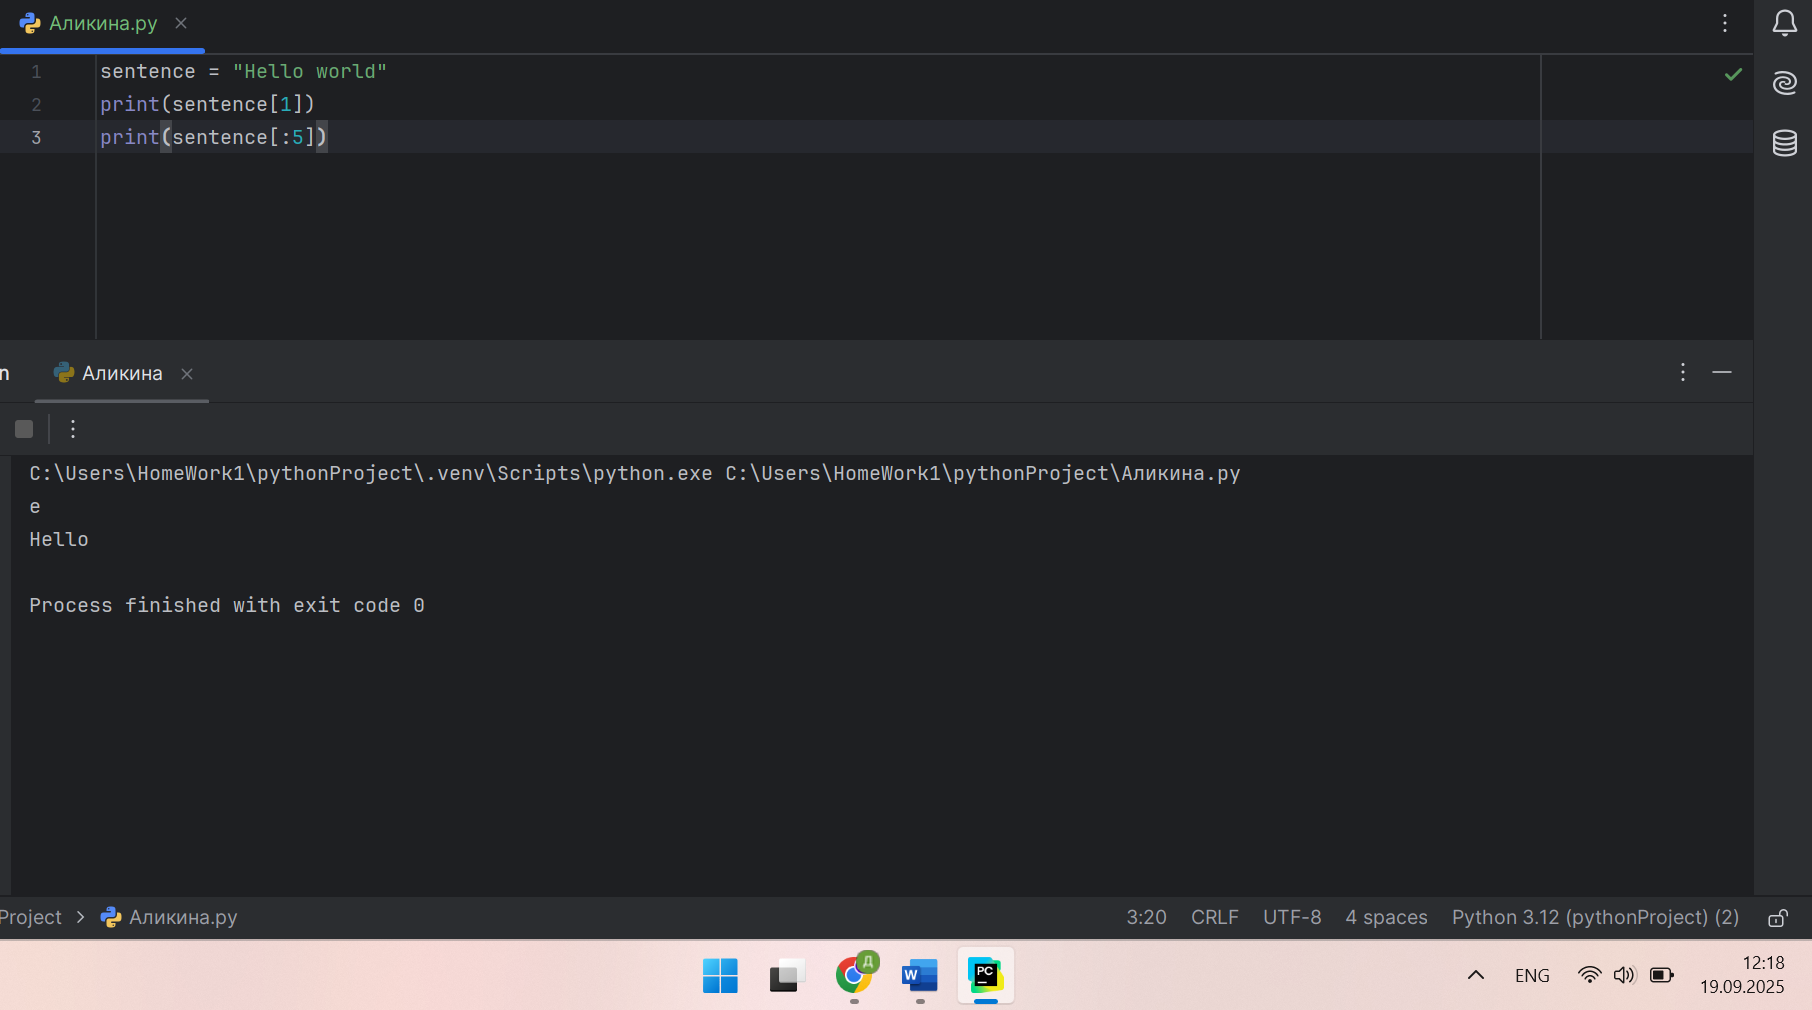 Аликина.py
1 sentence = "Hello world"
2 print(sentence[1])
3 print(sentence[:5])
n Аликина
C:\Users\HomeWork1\pythonProject\.venv\Scripts\python.exe C:\Users\HomeWork1\pythonProject\Аликина.py
e
Hello
Process finished with exit code 0
Project > Аликина.py 3:20 CRLF UTF-8 4 spaces Python 3.12 (pythonProject) (2)
Д W PC ENG 12:18
19.09.2025